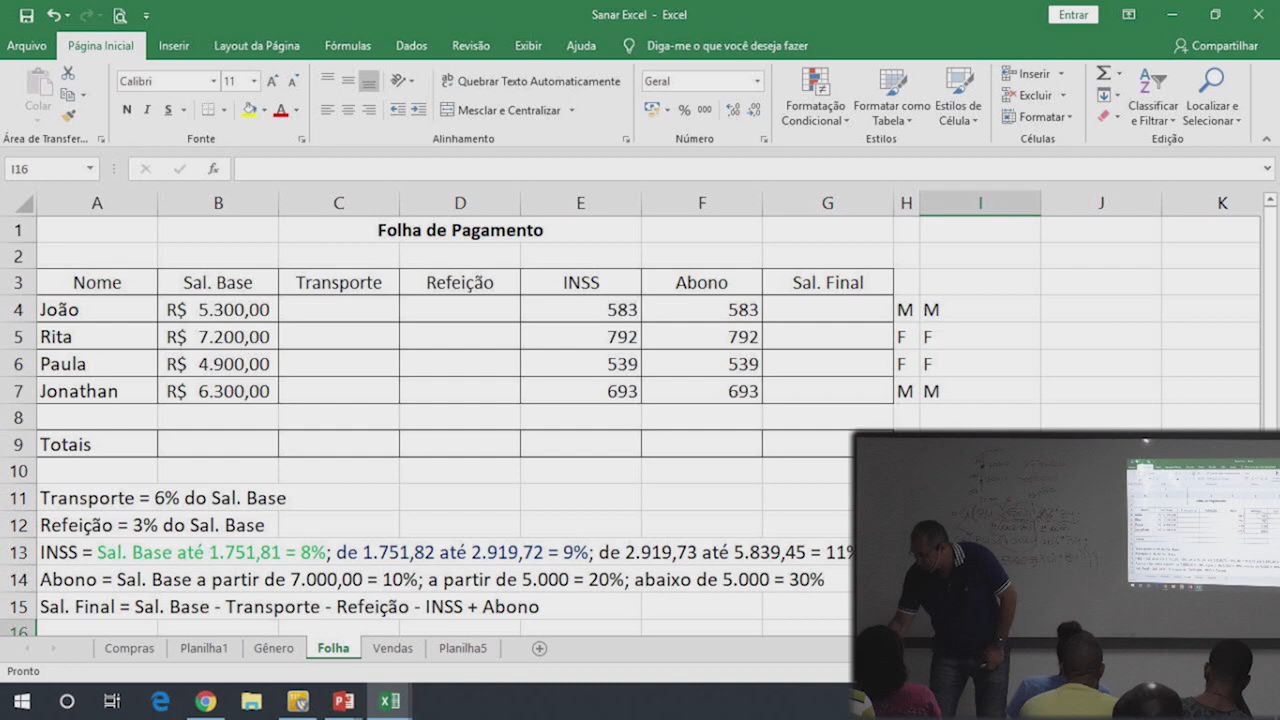 Sanar Excel - Excel
Entrar
Arquivo Página Inicial Inserir Layout da Página Fórmulas Dados Revisão Exibir Ajuda Diga-me o que você deseja fazer Compartilhar
Colar
Calibri 11
Quebrar Texto Automaticamente
Geral
Formatação Condicional
Formatar como Tabela
Estilos de Célula
Inserir
Excluir
Formatar
Classificar e Filtrar
Localizar e Selecionar
N I S
Mesclar e Centralizar
% 000
Área de Transfer... Fonte Alinhamento Número Estilos Células Edição
I16 fx
A B C D E F G H I J K
1 Folha de Pagamento
2
3 Nome Sal. Base Transporte Refeição INSS Abono Sal. Final
4 João R$ 5.300,00 583 583 M M
5 Rita R$ 7.200,00 792 792 F F
6 Paula R$ 4.900,00 539 539 F F
7 Jonathan R$ 6.300,00 693 693 M M
8
9 Totais
10
11 Transporte = 6% do Sal. Base
12 Refeição = 3% do Sal. Base
13 INSS = Sal. Base até 1.751,81 = 8%; de 1.751,82 até 2.919,72 = 9%; de 2.919,73 até 5.839,45 = 11%
14 Abono = Sal. Base a partir de 7.000,00 = 10%; a partir de 5.000 = 20%; abaixo de 5.000 = 30%
15 Sal. Final = Sal. Base - Transporte - Refeição - INSS + Abono
16
Compras Planilha1 Gênero Folha Vendas Planilha5
Pronto